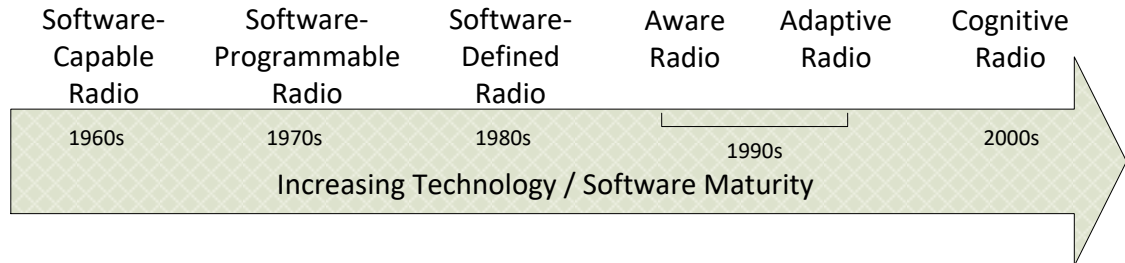 Software-
Capable
Radio
Software-
Programmable
Radio
Software-
Defined
Radio
Aware
Radio
Adaptive
Radio
Cognitive
Radio
1960s
1970s
1980s
1990s
2000s
Increasing Technology / Software Maturity